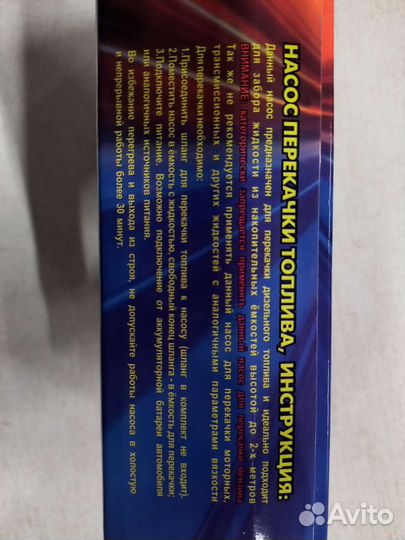 НАСОС ПЕРЕКАЧКИ ТОПЛИВА, ИНСТРУКЦИЯ:
Данный насос предназначен для перекачки дизельного топлива и идеально подходит
для забора жидкости из накопительных ёмкостей высотой до 2-х -метров
ВНИМАНИЕ категорически запрещается применять данный насос для перекачки бензина
Так же не рекомендуется применять данный насос для перекачки моторных,
трансмиссионных и других жидкостей с аналогичными параметрами вязкости
Для перекачки необходимо:
1.Присоединить шланг для перекачки топлива к насосу (шланг в комплект не входит).
2.Поместить насос в ёмкость с жидкостью, свободный конец шланга - в ёмкость для перекачки;
3.Подключите питание. Возможно подключение от аккумуляторной батареи автомобиля
или аналогичных источников питания.
Во избежание перегрева и выхода из строя, не допускайте работы насоса в холостую
и непрерывной работы более 30 минут.
Avito